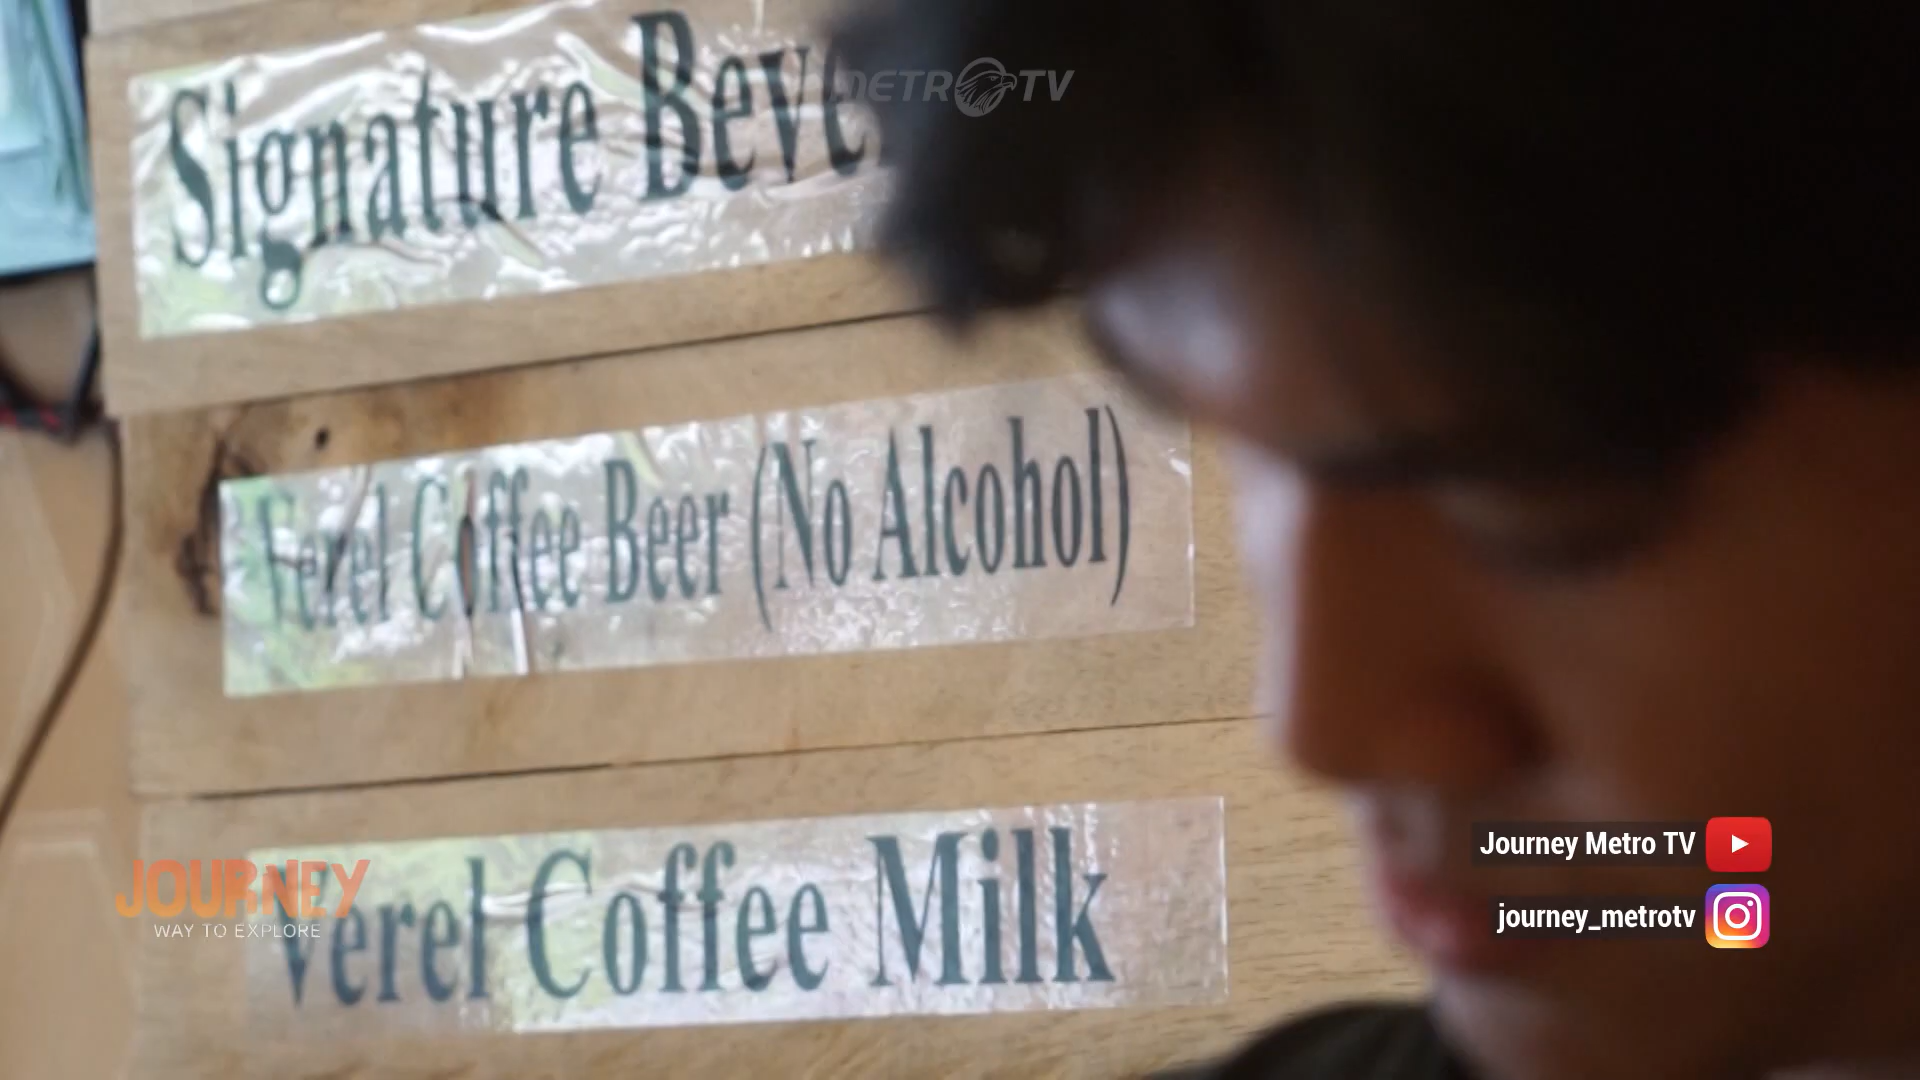 METRO TV
Signature Beve
Verel Coffee Beer (No Alcohol)
Verel Coffee Milk
JOURNEY
WAY TO EXPLORE
Journey Metro TV
journey_metrotv